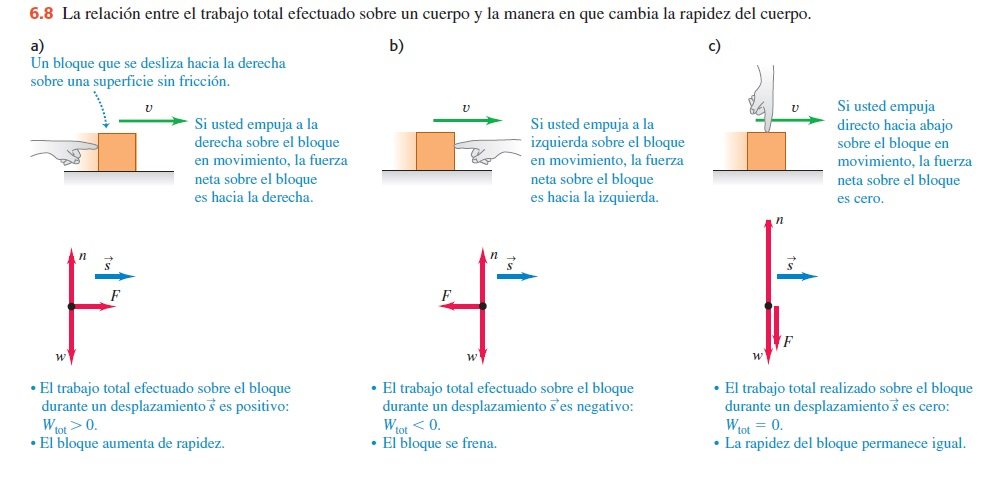 6.8 La relación entre el trabajo total efectuado sobre un cuerpo y la manera en que cambia la rapidez del cuerpo.
a)
Un bloque que se desliza hacia la derecha
sobre una superficie sin fricción.
v
Si usted empuja a la
derecha sobre el bloque
en movimiento, la fuerza
neta sobre el bloque
es hacia la derecha.
n
s⃗
F
w
• El trabajo total efectuado sobre el bloque
durante un desplazamiento s⃗ es positivo:
W_tot > 0.
• El bloque aumenta de rapidez.
b)
v
Si usted empuja a la
izquierda sobre el bloque
en movimiento, la fuerza
neta sobre el bloque
es hacia la izquierda.
n
s⃗
F
w
• El trabajo total efectuado sobre el bloque
durante un desplazamiento s⃗ es negativo:
W_tot < 0.
• El bloque se frena.
c)
v
Si usted empuja
directo hacia abajo
sobre el bloque en
movimiento, la fuerza
neta sobre el bloque
es cero.
n
s⃗
F
w
• El trabajo total realizado sobre el bloque
durante un desplazamiento s⃗ es cero:
W_tot = 0.
• La rapidez del bloque permanece igual.